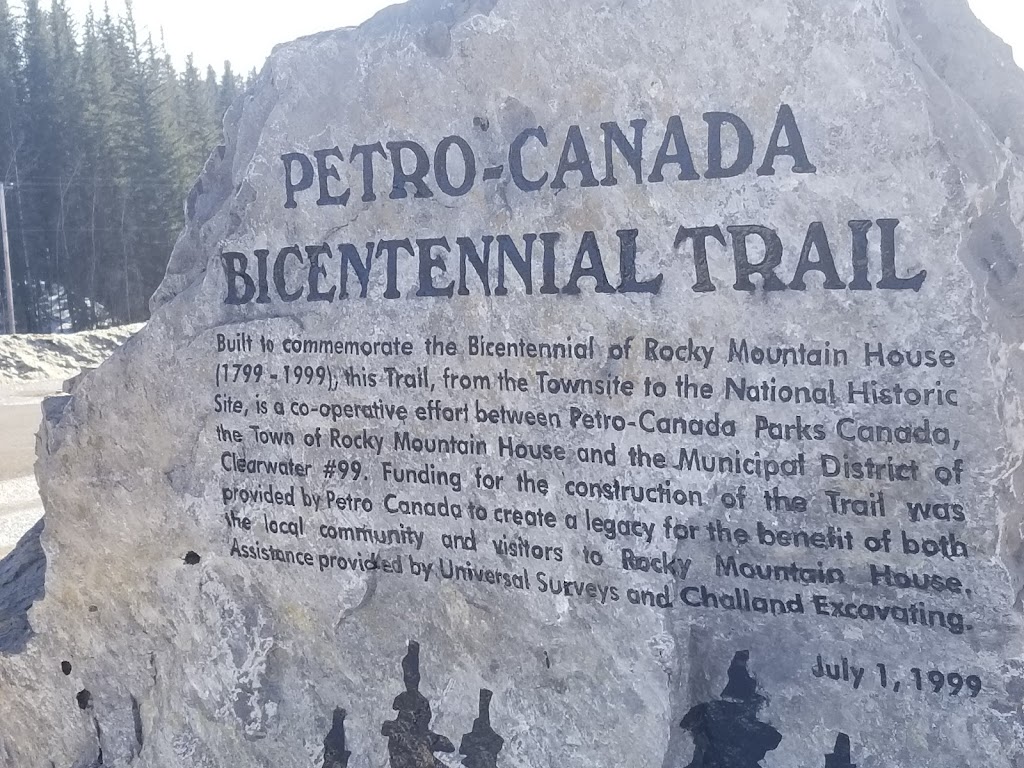 PETRO-CANADA
BICENTENNIAL TRAIL
Built to commemorate the Bicentennial of Rocky Mountain House
(1799 - 1999), this Trail, from the Townsite to the National Historic
Site, is a co-operative effort between Petro-Canada Parks Canada,
the Town of Rocky Mountain House and the Municipal District of
Clearwater #99. Funding for the construction of the Trail was
provided by Petro Canada to create a legacy for the benefit of both
the local community and visitors to Rocky Mountain House.
Assistance provided by Universal Surveys and Challand Excavating.
July 1, 1999